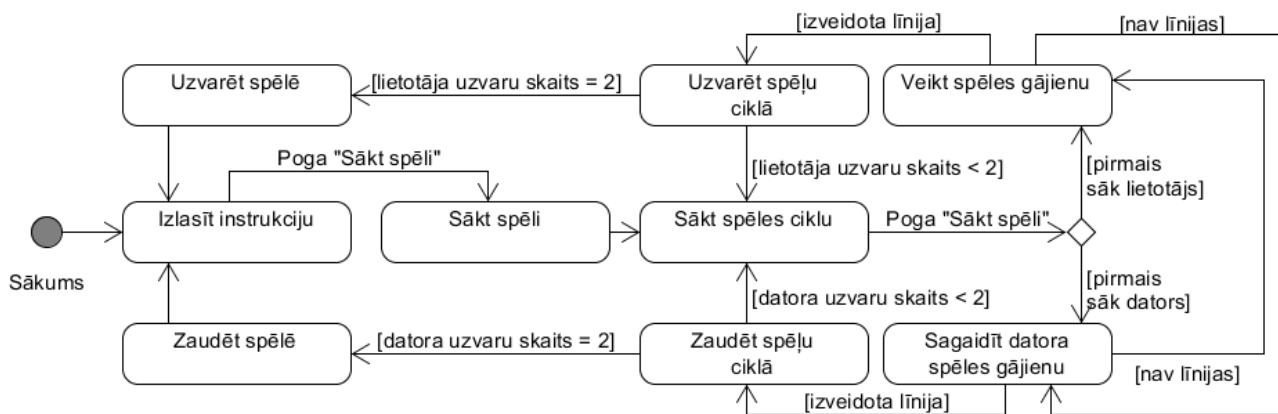 [izveidota līnija]
[nav līnijas]
Uzvarēt spēlē
[lietotāja uzvaru skaits = 2]
Uzvarēt spēļu
ciklā
Veikt spēles gājienu
Poga "Sākt spēli"
[lietotāja uzvaru skaits < 2]
[pirmais
sāk lietotājs]
Izlasīt instrukciju
Sākt spēli
Sākt spēles ciklu
Poga "Sākt spēli"
Sākums
[datora uzvaru skaits < 2]
[pirmais
sāk dators]
Zaudēt spēlē
[datora uzvaru skaits = 2]
Zaudēt spēļu
ciklā
Sagaidīt datora
spēles gājienu
[nav līnijas]
[izveidota līnija]